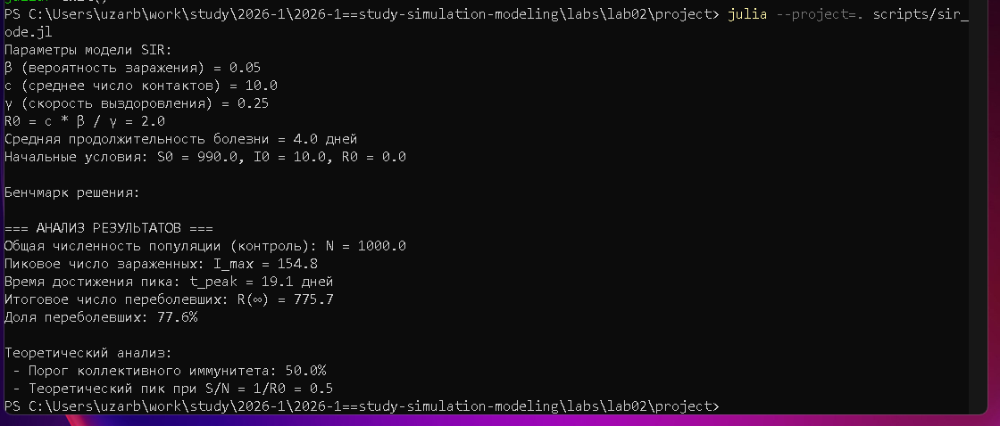 PS C:\Users\uzarb\work\study\2026-1\2026-1==study-simulation-modeling\labs\lab02\project> julia --project=. scripts/sir_
ode.jl
Параметры модели SIR:
β (вероятность заражения) = 0.05
c (среднее число контактов) = 10.0
γ (скорость выздоровления) = 0.25
R0 = c * β / γ = 2.0
Средняя продолжительность болезни = 4.0 дней
Начальные условия: S0 = 990.0, I0 = 10.0, R0 = 0.0
Бенчмарк решения:
=== АНАЛИЗ РЕЗУЛЬТАТОВ ===
Общая численность популяции (контроль): N = 1000.0
Пиковое число зараженных: I_max = 154.8
Время достижения пика: t_peak = 19.1 дней
Итоговое число переболевших: R(∞) = 775.7
Доля переболевших: 77.6%
Теоретический анализ:
- Порог коллективного иммунитета: 50.0%
- Теоретический пик при S/N = 1/R0 = 0.5
PS C:\Users\uzarb\work\study\2026-1\2026-1==study-simulation-modeling\labs\lab02\project>